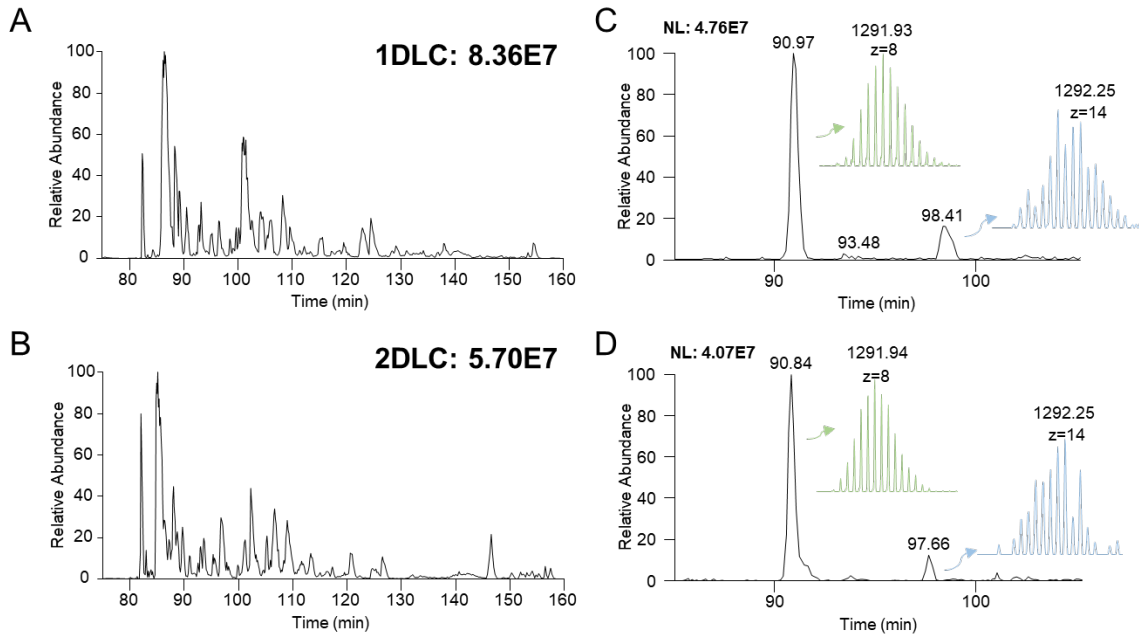 A
1DLC: 8.36E7
Relative Abundance
100
80
60
40
20
0
80 90 100 110 120 130 140 150 160
Time (min)
B
2DLC: 5.70E7
Relative Abundance
100
80
60
40
20
0
80 90 100 110 120 130 140 150 160
Time (min)
C
NL: 4.76E7
Relative Abundance
100
80
60
40
20
0
90.97
1291.93
z=8
1292.25
z=14
93.48
98.41
90 100
Time (min)
D
NL: 4.07E7
Relative Abundance
100
80
60
40
20
0
90.84
1291.94
z=8
1292.25
z=14
97.66
90 100
Time (min)